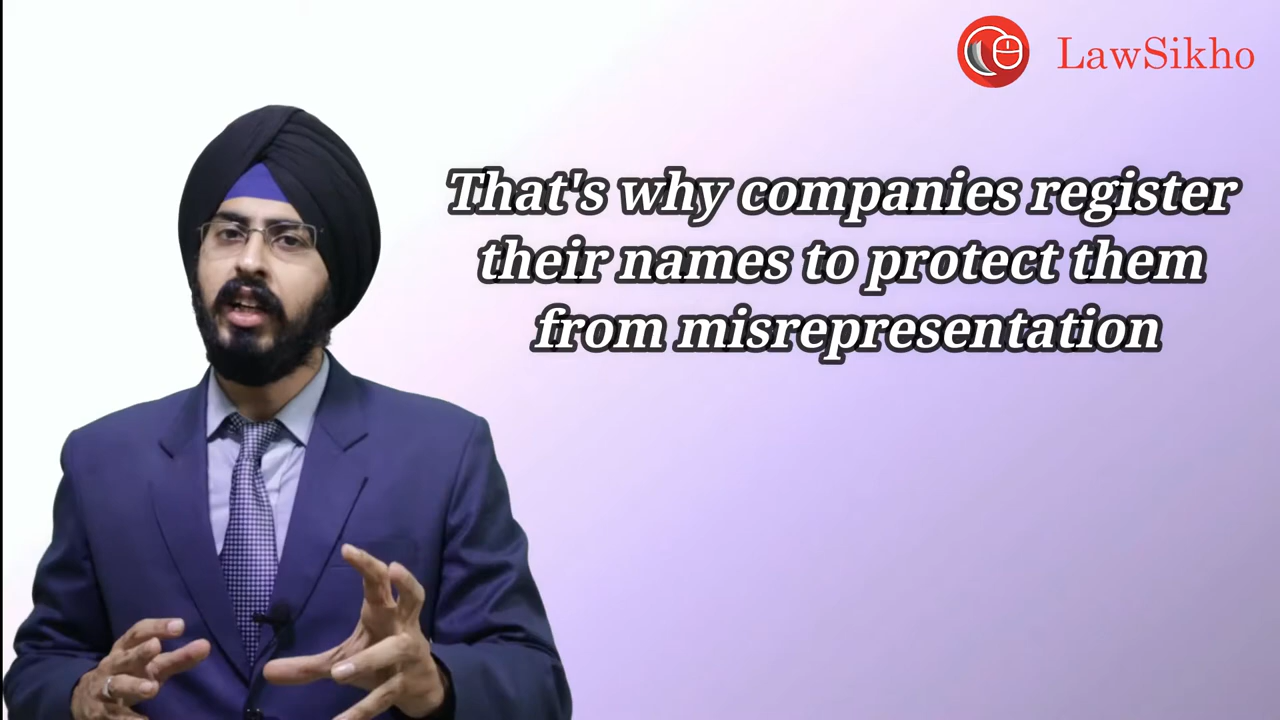 LawSikho
That's why companies register
their names to protect them
from misrepresentation